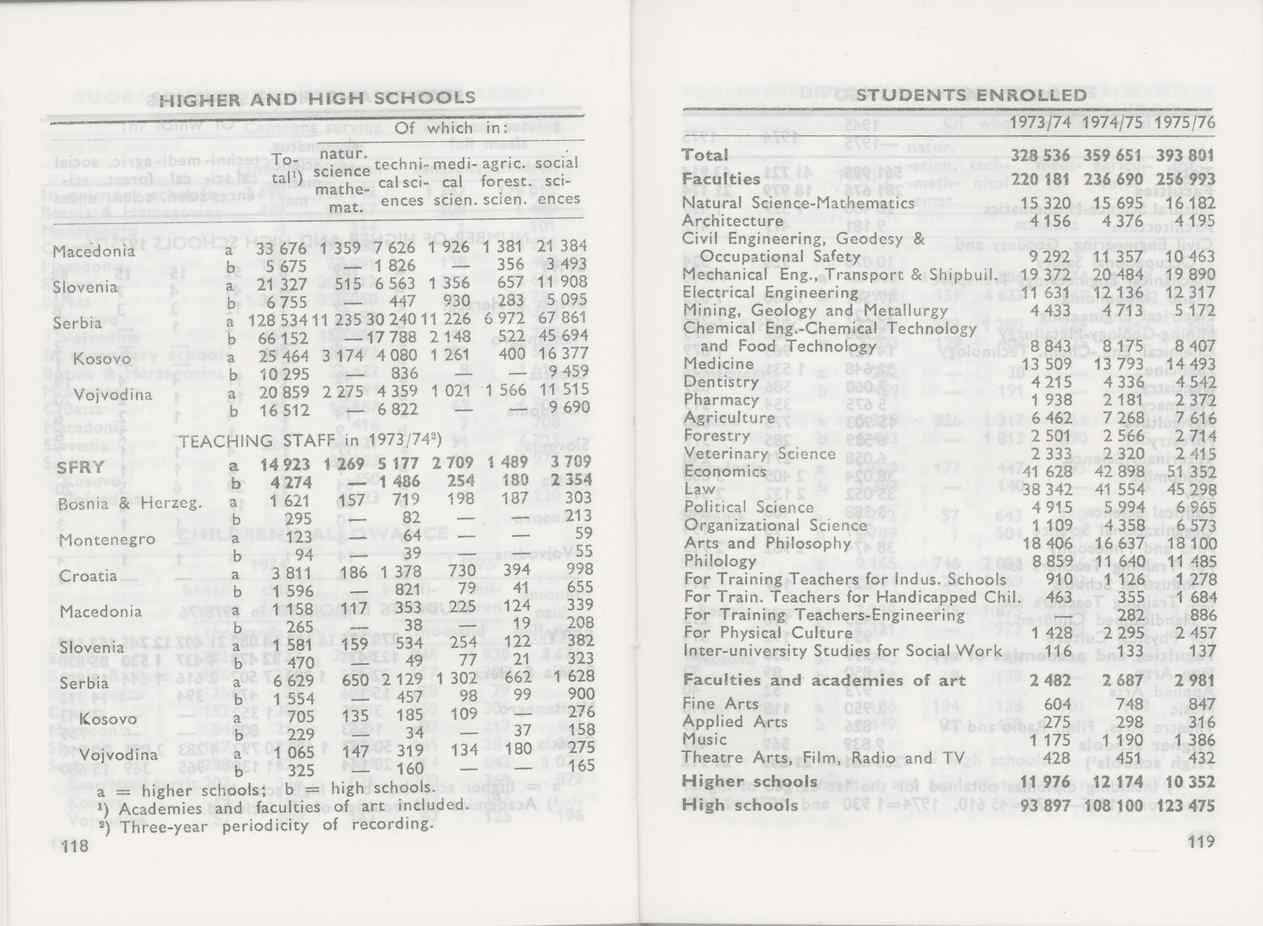 HIGHER AND HIGH SCHOOLS
Of which in:
To- natur. techni- medi- agric. social
tal¹) science cal sci- cal forest. sci-
mathe- ences scien. scien. ences
mat.
Macedonia a 33 676 1 359 7 626 1 926 1 381 21 384
b 5 675 — 1 826 — 356 3 493
Slovenia a 21 327 515 6 563 1 356 657 11 908
b 6 755 — 447 930 283 5 095
Serbia a 128 534 11 235 30 240 11 226 6 972 67 861
b 66 152 — 17 788 2 148 522 45 694
Kosovo a 25 464 3 174 4 080 1 261 400 16 377
b 10 295 — 836 — — 9 459
Vojvodina a 20 859 2 275 4 359 1 021 1 566 11 515
b 16 512 — 6 822 — — 9 690
TEACHING STAFF in 1973/74²)
SFRY a 14 923 1 269 5 177 2 709 1 489 3 709
b 4 274 — 1 486 254 180 2 354
Bosnia & Herzeg. a 1 621 157 719 198 187 303
b 295 — 82 — — 213
Montenegro a 123 — 64 — — 59
b 94 — 39 — — 55
Croatia a 3 811 186 1 378 730 394 998
b 1 596 — 821 79 41 655
Macedonia a 1 158 117 353 225 124 339
b 265 — 38 — 19 208
Slovenia a 1 581 159 534 254 122 382
b 470 — 49 77 21 323
Serbia a 6 629 650 2 129 1 302 662 1 628
b 1 554 — 457 98 99 900
Kosovo a 705 135 185 109 — 276
b 229 — 34 — 37 158
Vojvodina a 1 065 147 319 134 180 275
b 325 — 160 — — 165
a = higher schools; b = high schools.
¹) Academies and faculties of art included.
²) Three-year periodicity of recording.
118
STUDENTS ENROLLED
1973/74 1974/75 1975/76
Total 328 536 359 651 393 801
Faculties 220 181 236 690 256 993
Natural Science-Mathematics 15 320 15 695 16 182
Architecture 4 156 4 376 4 195
Civil Engineering, Geodesy &
Occupational Safety 9 292 11 357 10 463
Mechanical Eng., Transport & Shipbuil. 19 372 20 484 19 890
Electrical Engineering 11 631 12 136 12 317
Mining, Geology and Metallurgy 4 433 4 713 5 172
Chemical Eng.-Chemical Technology
and Food Technology 8 843 8 175 8 407
Medicine 13 509 13 793 14 493
Dentistry 4 215 4 336 4 542
Pharmacy 1 938 2 181 2 372
Agriculture 6 462 7 268 7 616
Forestry 2 501 2 566 2 714
Veterinary Science 2 333 2 320 2 415
Economics 41 628 42 898 51 352
Law 38 342 41 554 45 298
Political Science 4 915 5 994 6 965
Organizational Science 1 109 4 358 6 573
Arts and Philosophy 18 406 16 637 18 100
Philology 8 859 11 640 11 485
For Training Teachers for Indus. Schools 910 1 126 1 278
For Train. Teachers for Handicapped Chil. 463 355 1 684
For Training Teachers-Engineering — 282 886
For Physical Culture 1 428 2 295 2 457
Inter-university Studies for Social Work 116 133 137
Faculties and academies of art 2 482 2 687 2 981
Fine Arts 604 748 847
Applied Arts 275 298 316
Music 1 175 1 190 1 386
Theatre Arts, Film, Radio and TV 428 451 432
Higher schools 11 976 12 174 10 352
High schools 93 897 108 100 123 475
119